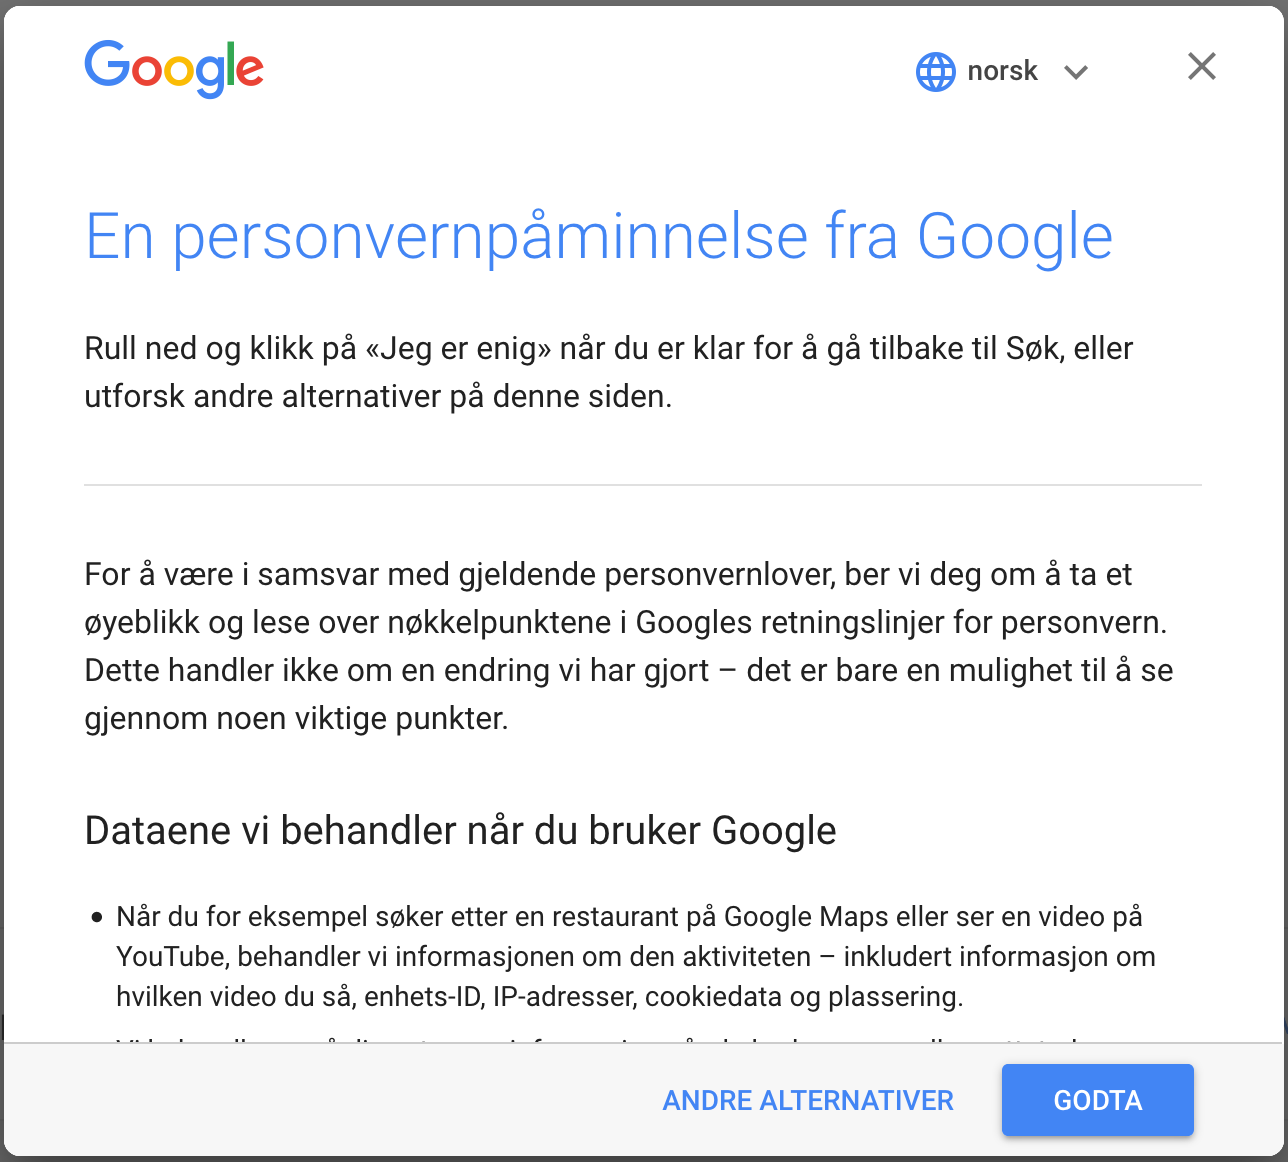 Google
norsk
En personvernpåminnelse fra Google
Rull ned og klikk på «Jeg er enig» når du er klar for å gå tilbake til Søk, eller
utforsk andre alternativer på denne siden.
For å være i samsvar med gjeldende personvernlover, ber vi deg om å ta et
øyeblikk og lese over nøkkelpunktene i Googles retningslinjer for personvern.
Dette handler ikke om en endring vi har gjort – det er bare en mulighet til å se
gjennom noen viktige punkter.
Dataene vi behandler når du bruker Google
• Når du for eksempel søker etter en restaurant på Google Maps eller ser en video på
YouTube, behandler vi informasjonen om den aktiviteten – inkludert informasjon om
hvilken video du så, enhets-ID, IP-adresser, cookiedata og plassering.
ANDRE ALTERNATIVER
GODTA